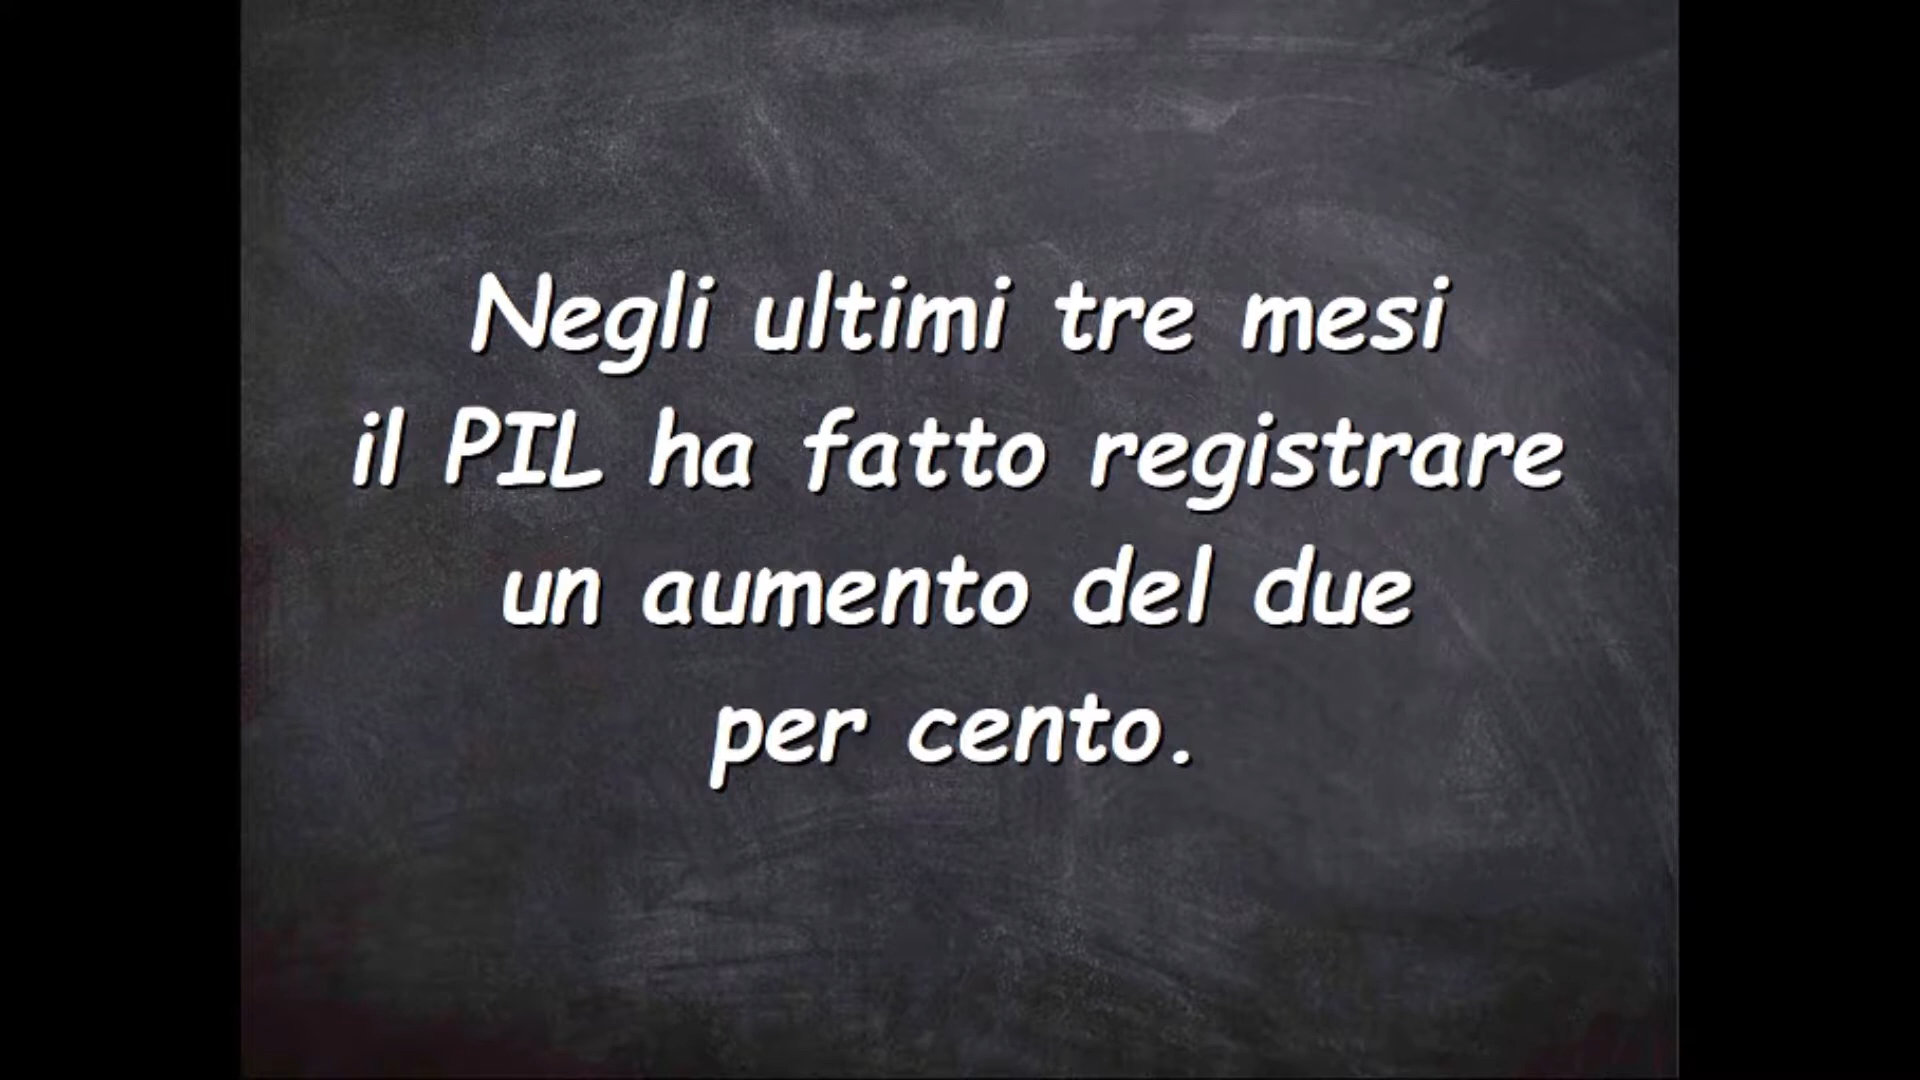 Negli ultimi tre mesi
il PIL ha fatto registrare
un aumento del due
per cento.